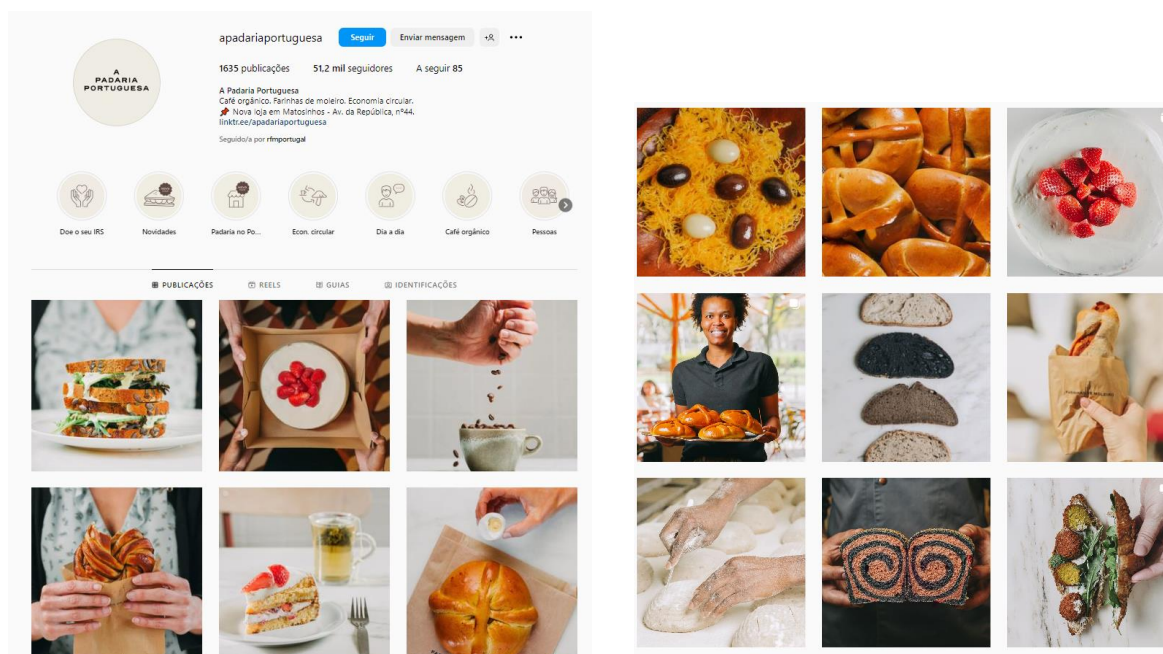 apadariaportuguesa Seguir Enviar mensagem
1635 publicações 51,2 mil seguidores A seguir 85
A PADARIA PORTUGUESA
A Padaria Portuguesa
Café orgânico. Farinhas de moleiro. Economia circular.
📌 Nova loja em Matosinhos - Av. da República, nº44.
linktr.ee/apadariaportuguesa
Seguido/a por rfmportugal
Doe o seu IRS Novidades Padaria no Po... Econ. circular Dia a dia Café orgânico Pessoas
PUBLICAÇÕES REELS GUIAS IDENTIFICAÇÕES